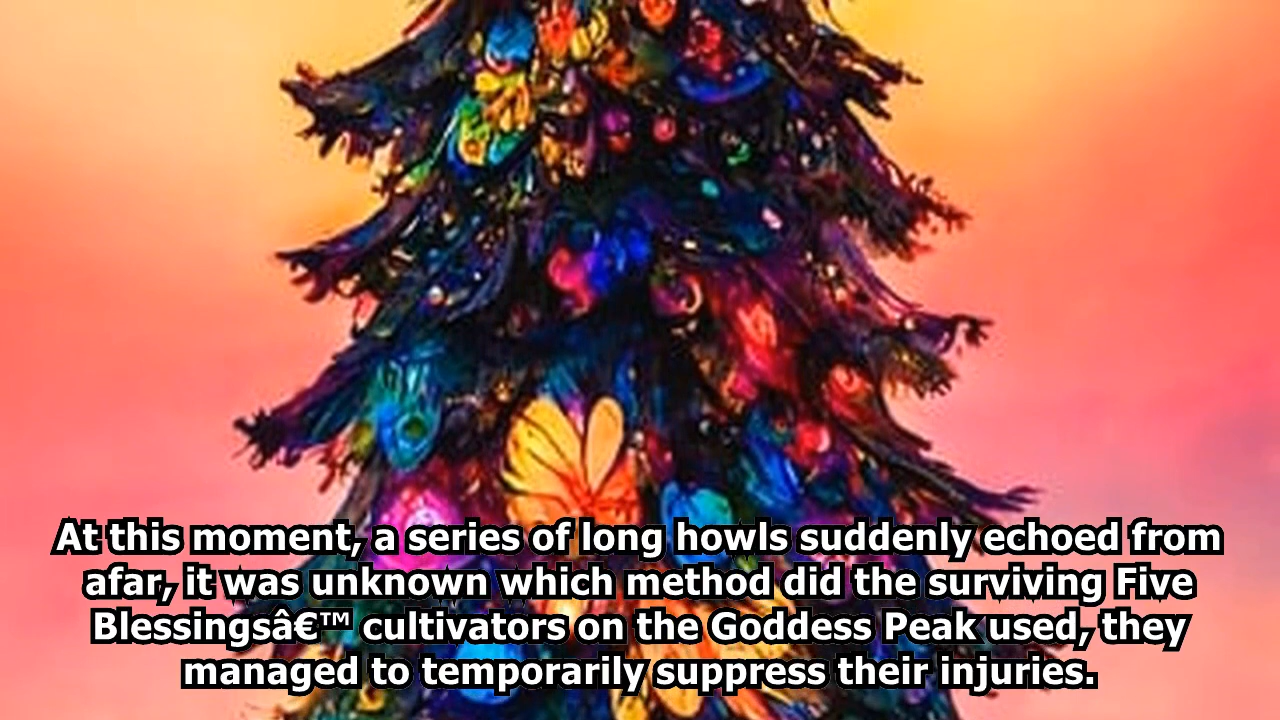 At this moment, a series of long howls suddenly echoed from
afar, it was unknown which method did the surviving Five
Blessingsâ€™ cultivators on the Goddess Peak used, they
managed to temporarily suppress their injuries.